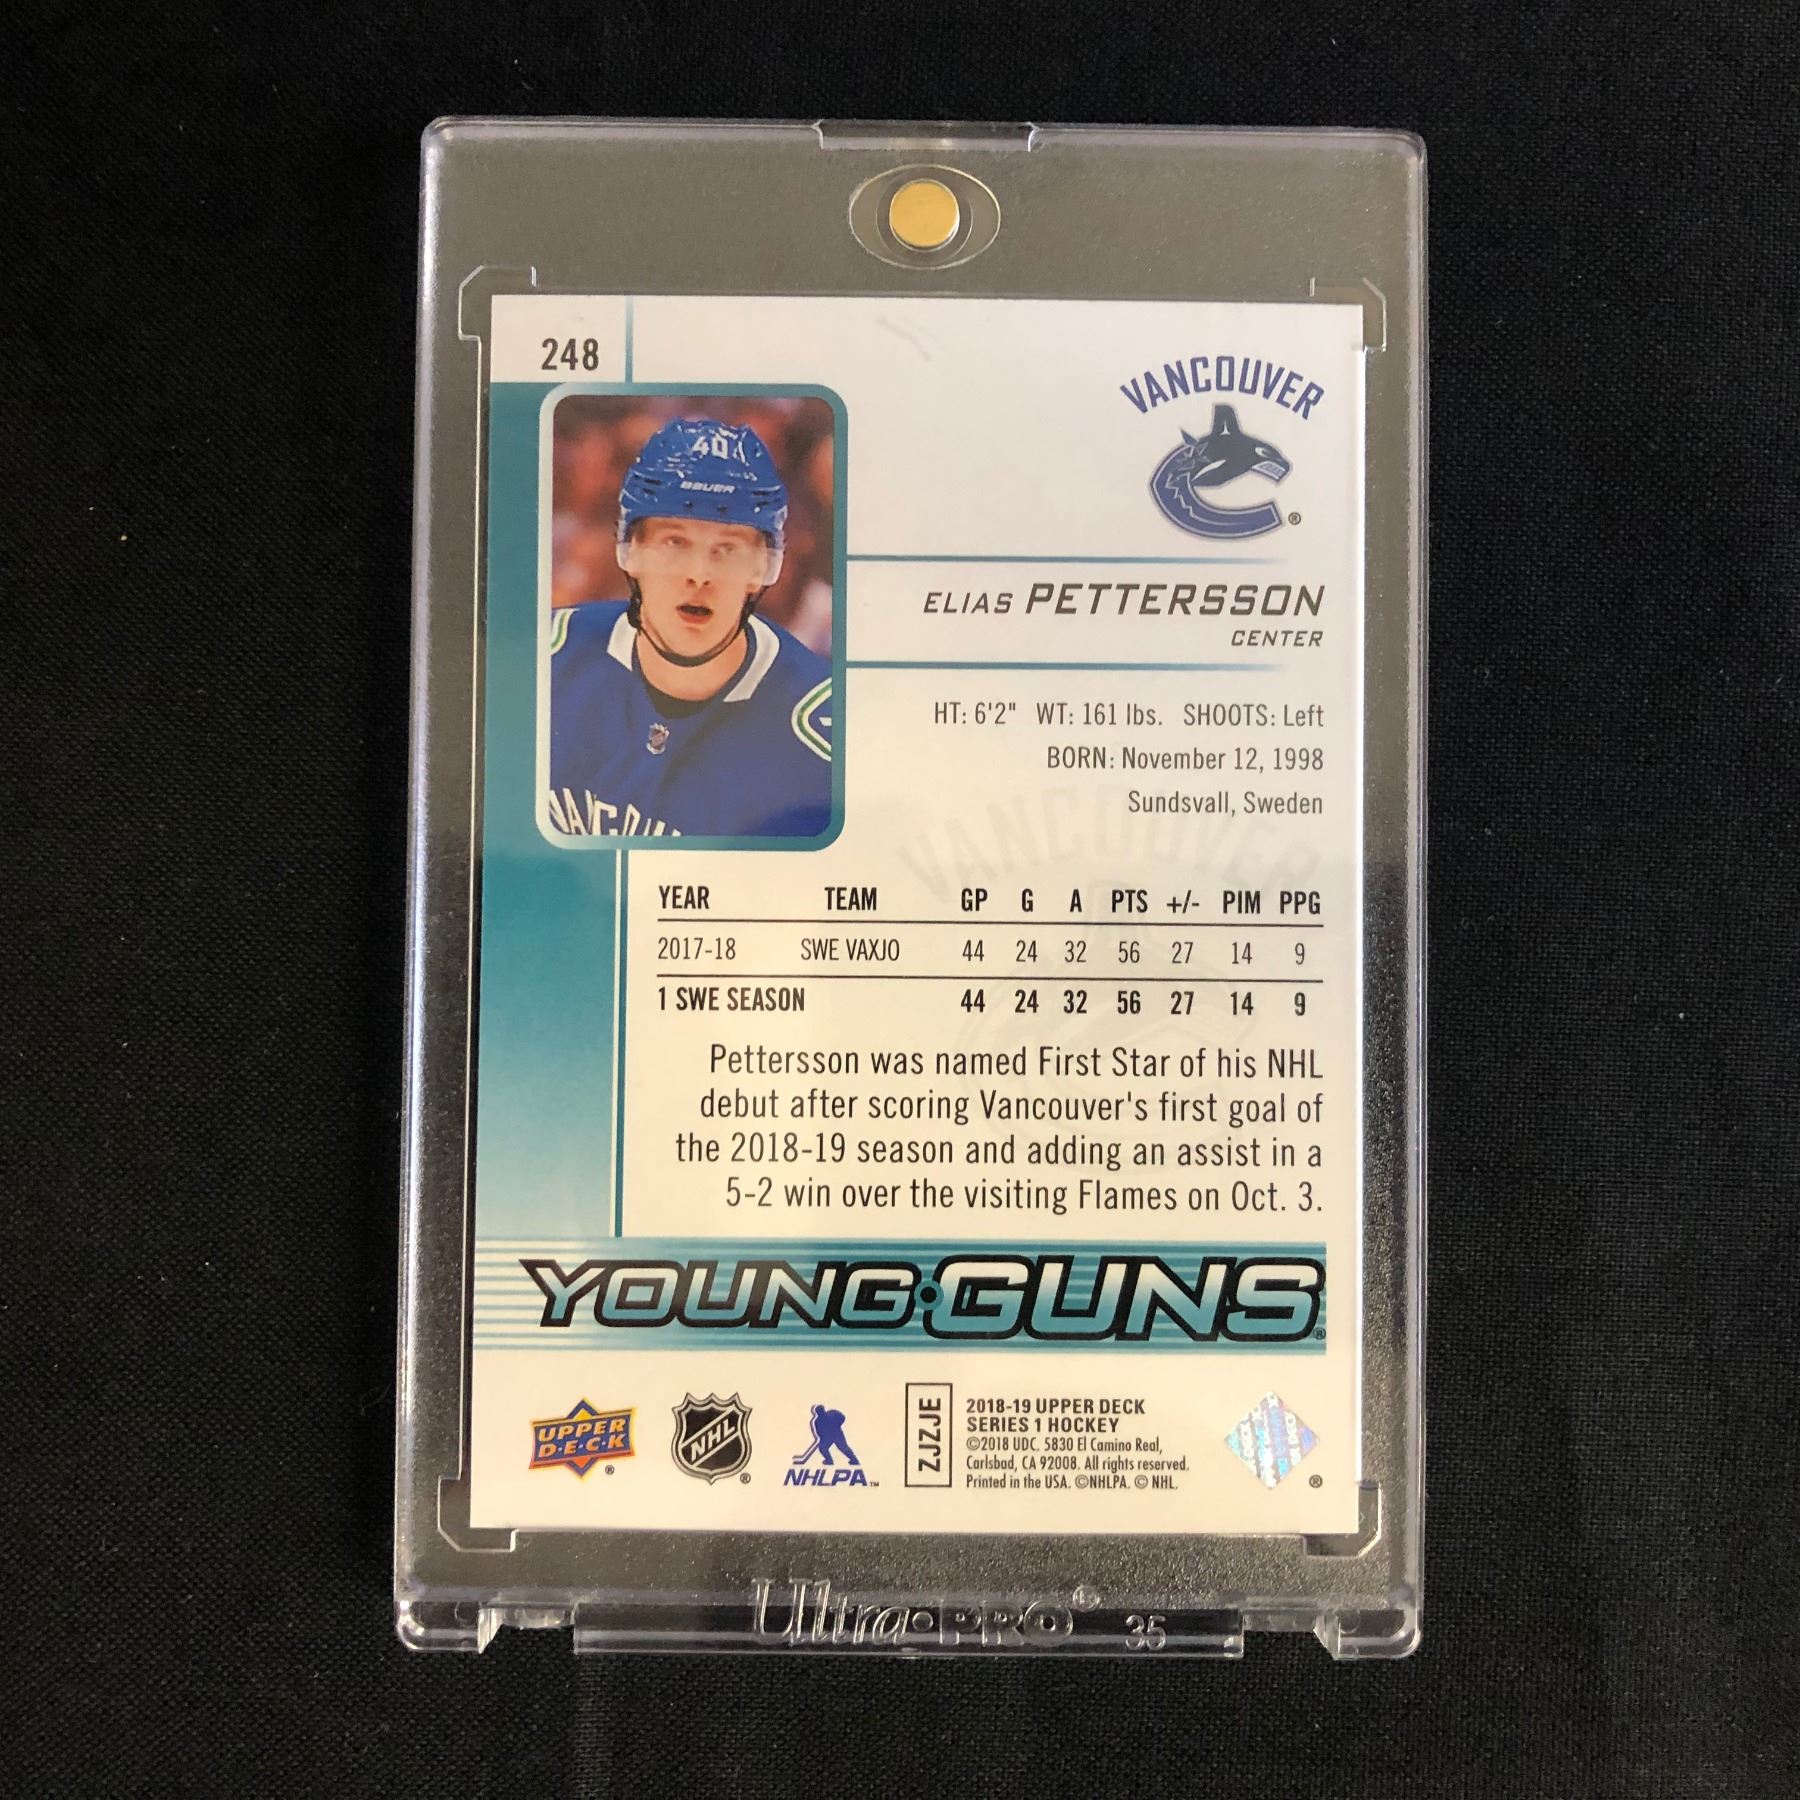 248
VANCOUVER
40
BAUER
ELIAS PETTERSSON
CENTER
HT: 6'2" WT: 161 lbs. SHOOTS: Left
BORN: November 12, 1998
Sundsvall, Sweden
VANCOUVER
YEAR TEAM GP G A PTS +/- PIM PPG
2017-18 SWE VAXJO 44 24 32 56 27 14 9
1 SWE SEASON 44 24 32 56 27 14 9
Pettersson was named First Star of his NHL
debut after scoring Vancouver's first goal of
the 2018-19 season and adding an assist in a
5-2 win over the visiting Flames on Oct. 3.
YOUNG•GUNS®
UPPER
D•E•C•K®
NHL®
NHLPA™
ZJZJE
2018-19 UPPER DECK
SERIES 1 HOCKEY
©2018 UDC. 5830 El Camino Real,
Carlsbad, CA 92008. All rights reserved.
Printed in the USA. ©NHLPA. © NHL.
®
Ultra•PRO® 35